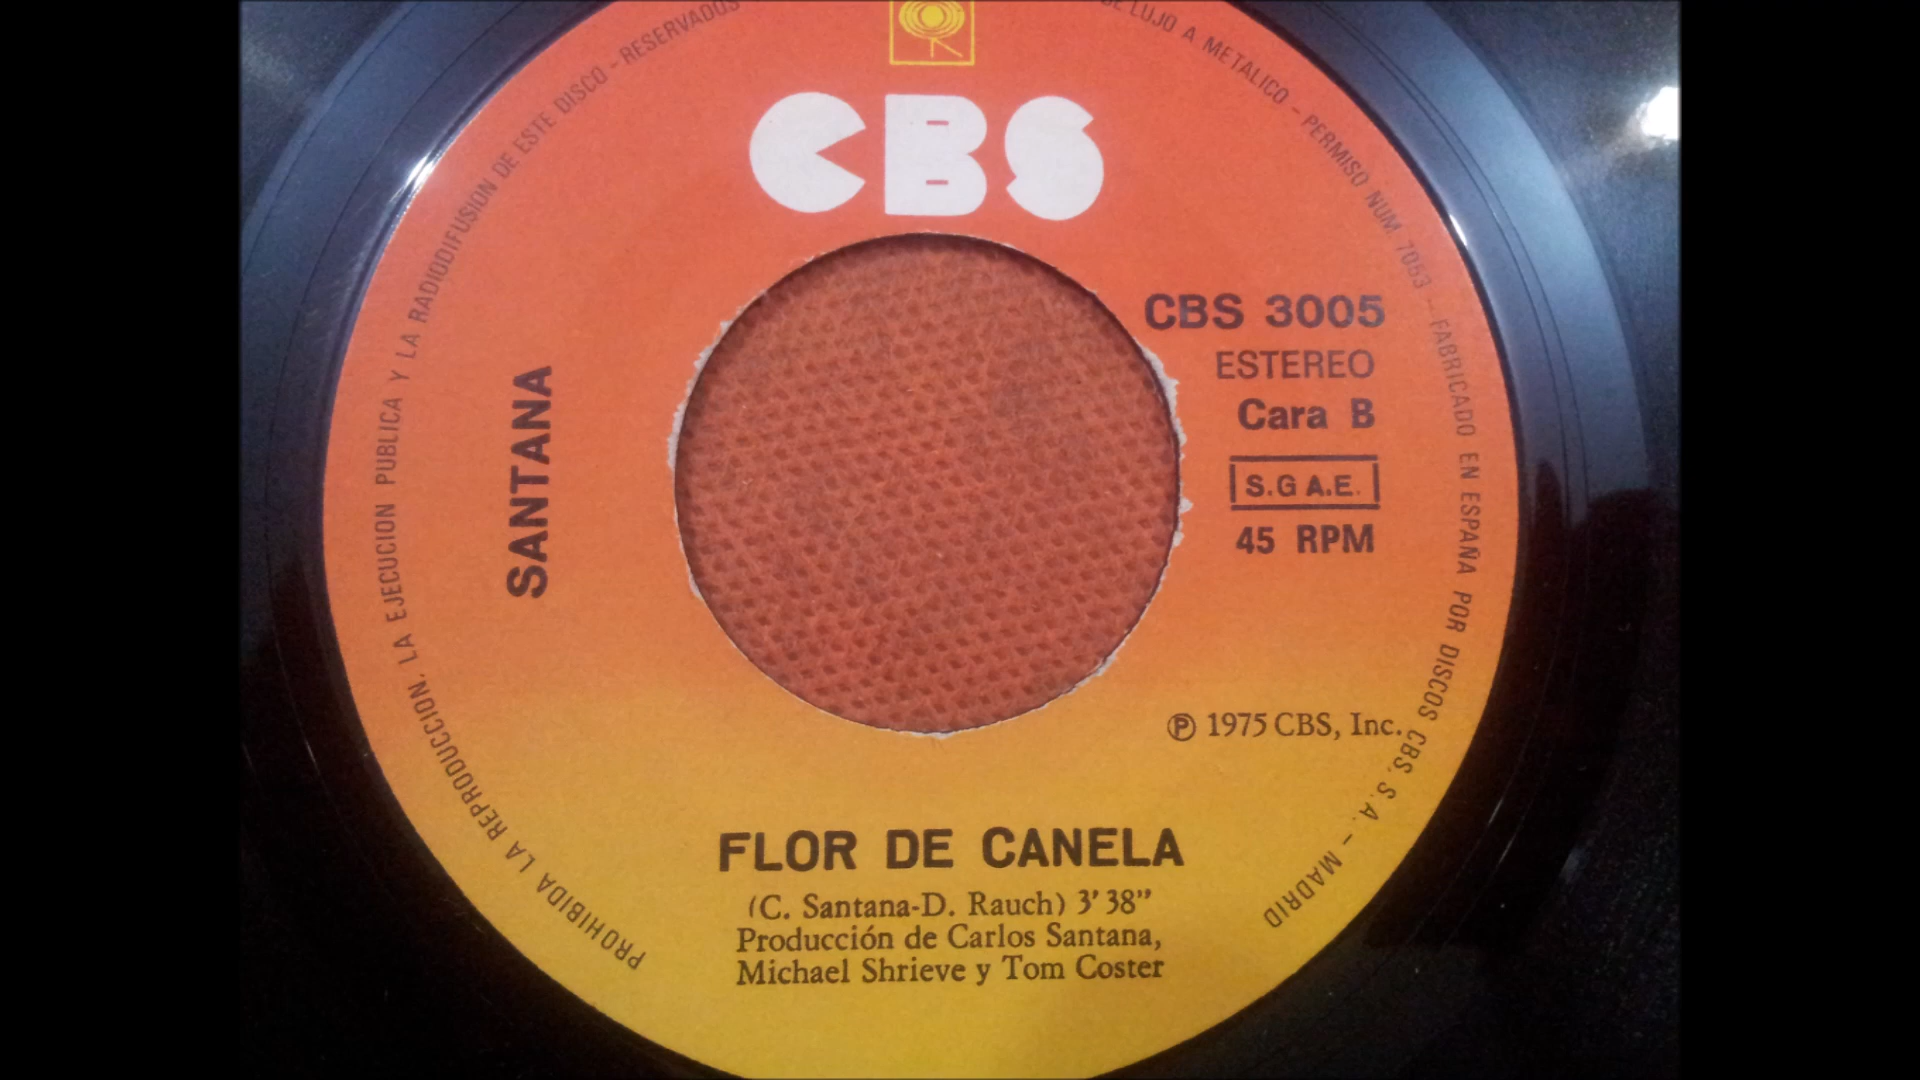 CBS
CBS 3005
ESTEREO
Cara B
S.G.A.E.
45 RPM
SANTANA
℗ 1975 CBS, Inc.
FLOR DE CANELA
(C. Santana-D. Rauch) 3' 38"
Producción de Carlos Santana,
Michael Shrieve y Tom Coster
PROHIBIDA LA REPRODUCCION, LA EJECUCION PUBLICA Y LA RADIODIFUSION DE ESTE DISCO - RESERVADOS
DE LUJO A METALICO - PERMISO NUM 7053 - FABRICADO EN ESPAÑA POR DISCOS CBS, S.A. - MADRID